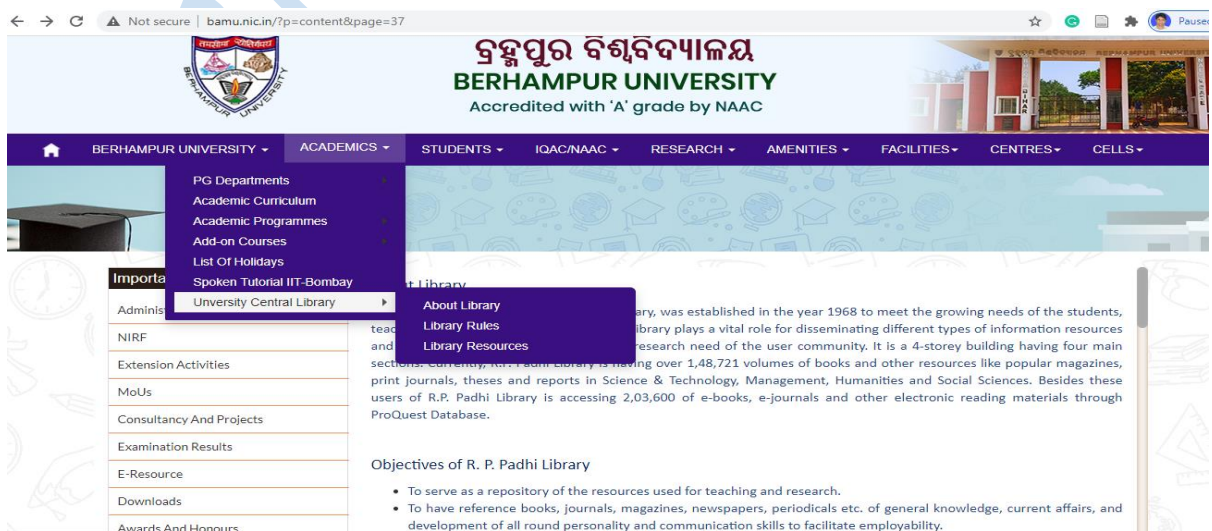 Not secure | bamu.nic.in/?p=content&page=37
Paused
ବ୍ରହ୍ମପୁର ବିଶ୍ୱବିଦ୍ୟାଳୟ
BERHAMPUR UNIVERSITY
Accredited with 'A' grade by NAAC
BERHAMPUR UNIVERSITY
BERHAMPUR UNIVERSITY ACADEMICS STUDENTS IQAC/NAAC RESEARCH AMENITIES FACILITIES CENTRES CELLS
PG Departments
Academic Curriculum
Academic Programmes
Add-on Courses
List Of Holidays
Spoken Tutorial IIT-Bombay
Unversity Central Library
About Library
Library Rules
Library Resources
Importa
Adminis
NIRF
Extension Activities
MoUs
Consultancy And Projects
Examination Results
E-Resource
Downloads
Awards And Honours
t Library
ary, was established in the year 1968 to meet the growing needs of the students,
teac ibrary plays a vital role for disseminating different types of information resources
and research need of the user community. It is a 4-storey building having four main
sections. Currently, R.P. Padhi Library is having over 1,48,721 volumes of books and other resources like popular magazines,
print journals, theses and reports in Science & Technology, Management, Humanities and Social Sciences. Besides these
users of R.P. Padhi Library is accessing 2,03,600 of e-books, e-journals and other electronic reading materials through
ProQuest Database.
Objectives of R. P. Padhi Library
• To serve as a repository of the resources used for teaching and research.
• To have reference books, journals, magazines, newspapers, periodicals etc. of general knowledge, current affairs, and
development of all round personality and communication skills to facilitate employability.